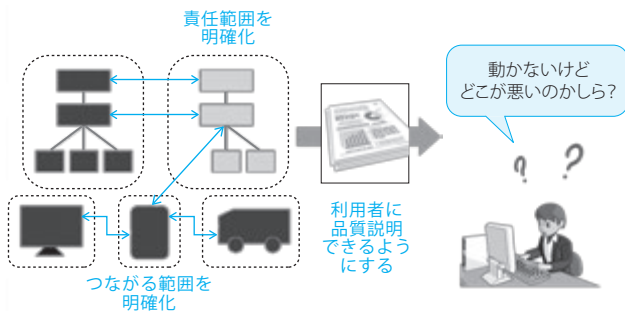 責任範囲を
明確化
動かないけど
どこが悪いのかしら?
利用者に
品質説明
できるよう
にする
つながる範囲を
明確化